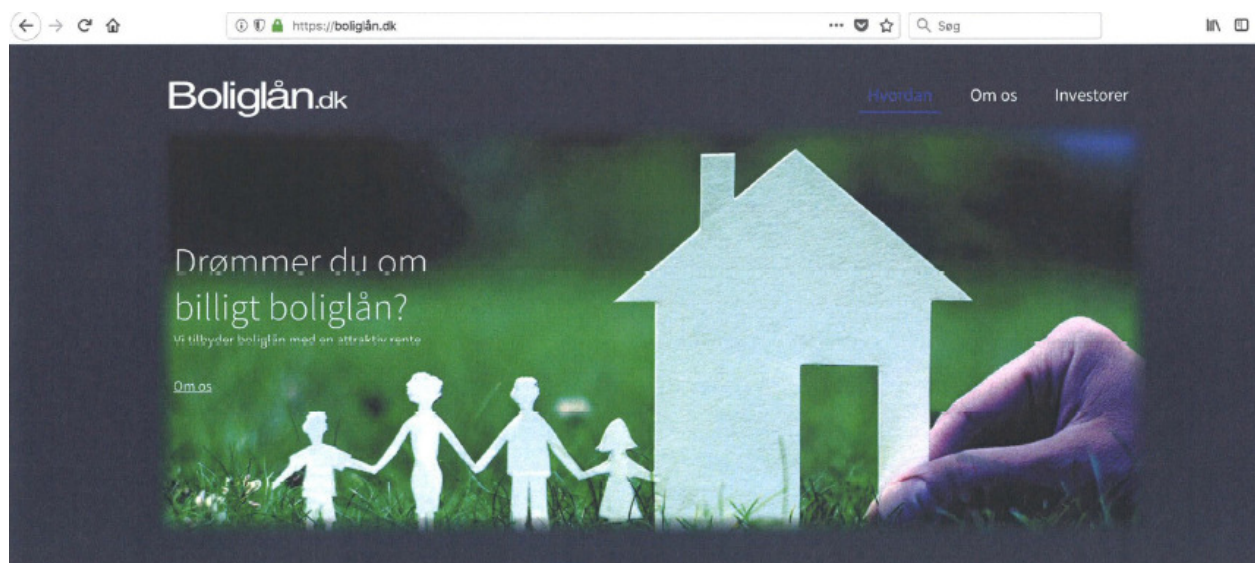 https://boliglån.dk
Søg
Boliglån.dk
Hvordan Om os Investorer
Drømmer du om
billigt boliglån?
Vi tilbyder boliglån med en attraktiv rente
Om os